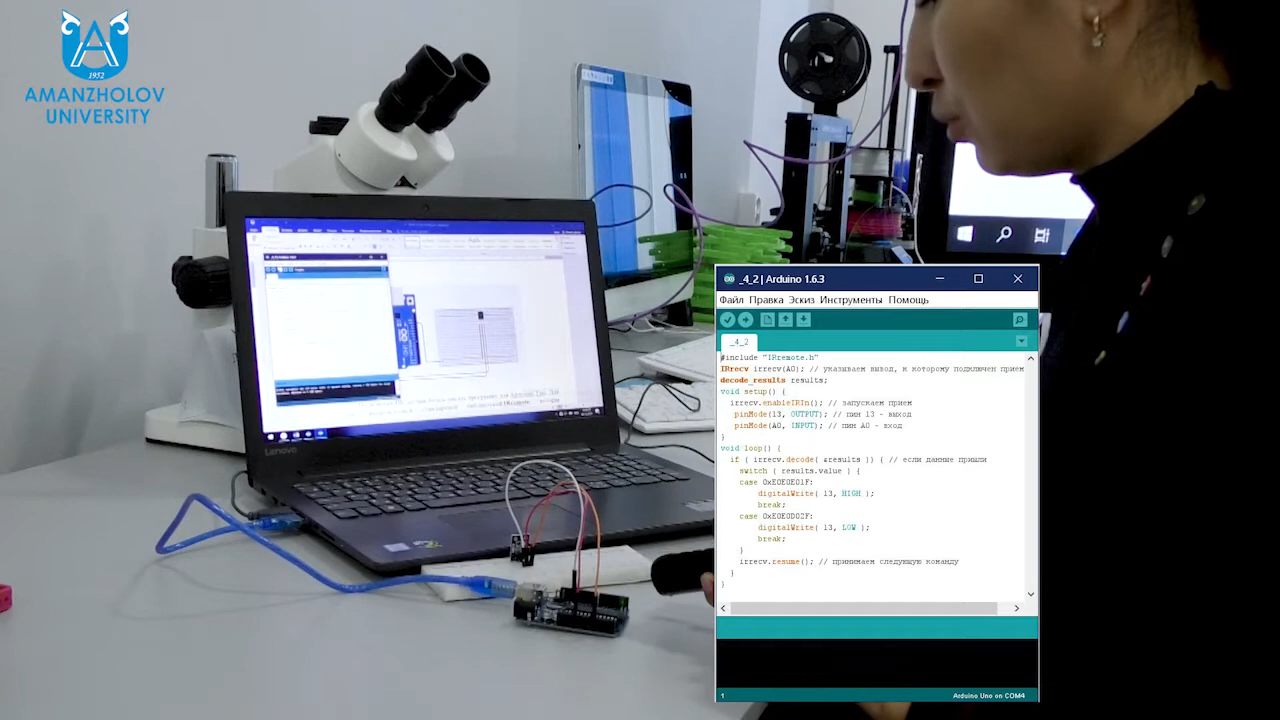 1952
AMANZHOLOV
UNIVERSITY
Lenovo
_4_2 | Arduino 1.6.3
Файл Правка Эскиз Инструменты Помощь
_4_2
#include "IRremote.h"
IRrecv irrecv(A0); // указываем вывод, к которому подключен прием
decode_results results;
void setup() {
irrecv.enableIRIn(); // запускаем прием
pinMode(13, OUTPUT); // пин 13 - выход
pinMode(A0, INPUT); // пин A0 - вход
}
void loop() {
if ( irrecv.decode( &results )) { // если данные пришли
switch ( results.value ) {
case 0xE0E0E01F:
digitalWrite( 13, HIGH );
break;
case 0xE0E0D02F:
digitalWrite( 13, LOW );
break;
}
irrecv.resume(); // принимаем следующую команду
}
}
1
Arduino Uno on COM4